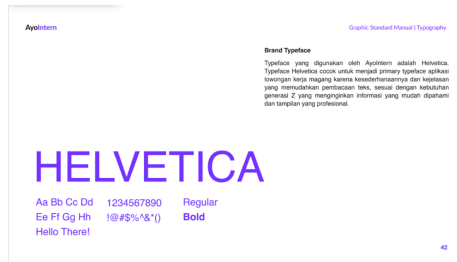 AyoIntern
Graphic Standard Manual | Typography
Brand Typeface
Typeface yang digunakan oleh AyoIntern adalah Helvetica.
Typeface Helvetica cocok untuk menjadi primary typeface aplikasi
lowongan kerja magang karena kesederhanaannya dan kejelasan
yang memudahkan pembacaan teks, sesuai dengan kebutuhan
generasi Z yang menginginkan informasi yang mudah dipahami
dan tampilan yang profesional.
HELVETICA
Aa Bb Cc Dd 1234567890 Regular
Ee Ff Gg Hh !@#$%^&*() Bold
Hello There!
42